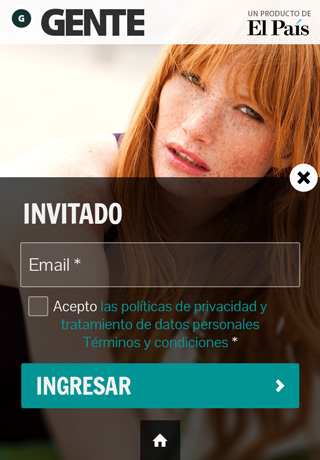 G GENTE
UN PRODUCTO DE
El País
INVITADO
Email *
Acepto las políticas de privacidad y
tratamiento de datos personales
Términos y condiciones *
INGRESAR